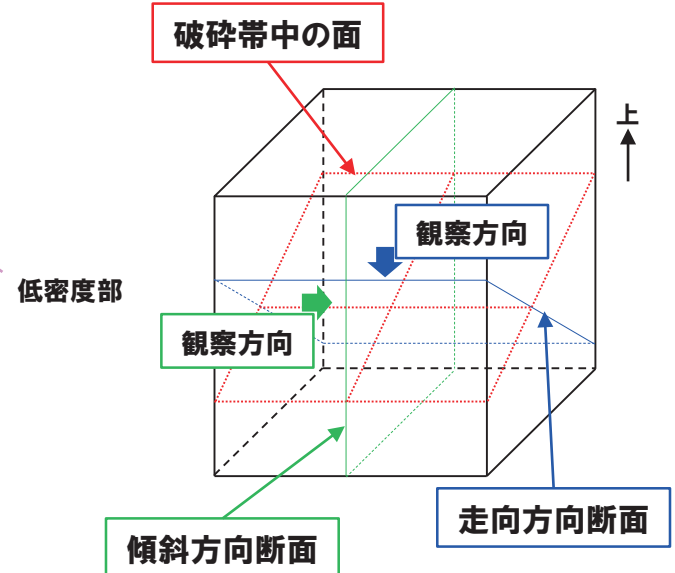 破砕帯中の面
上
観察方向
低密度部
観察方向
走向方向断面
傾斜方向断面